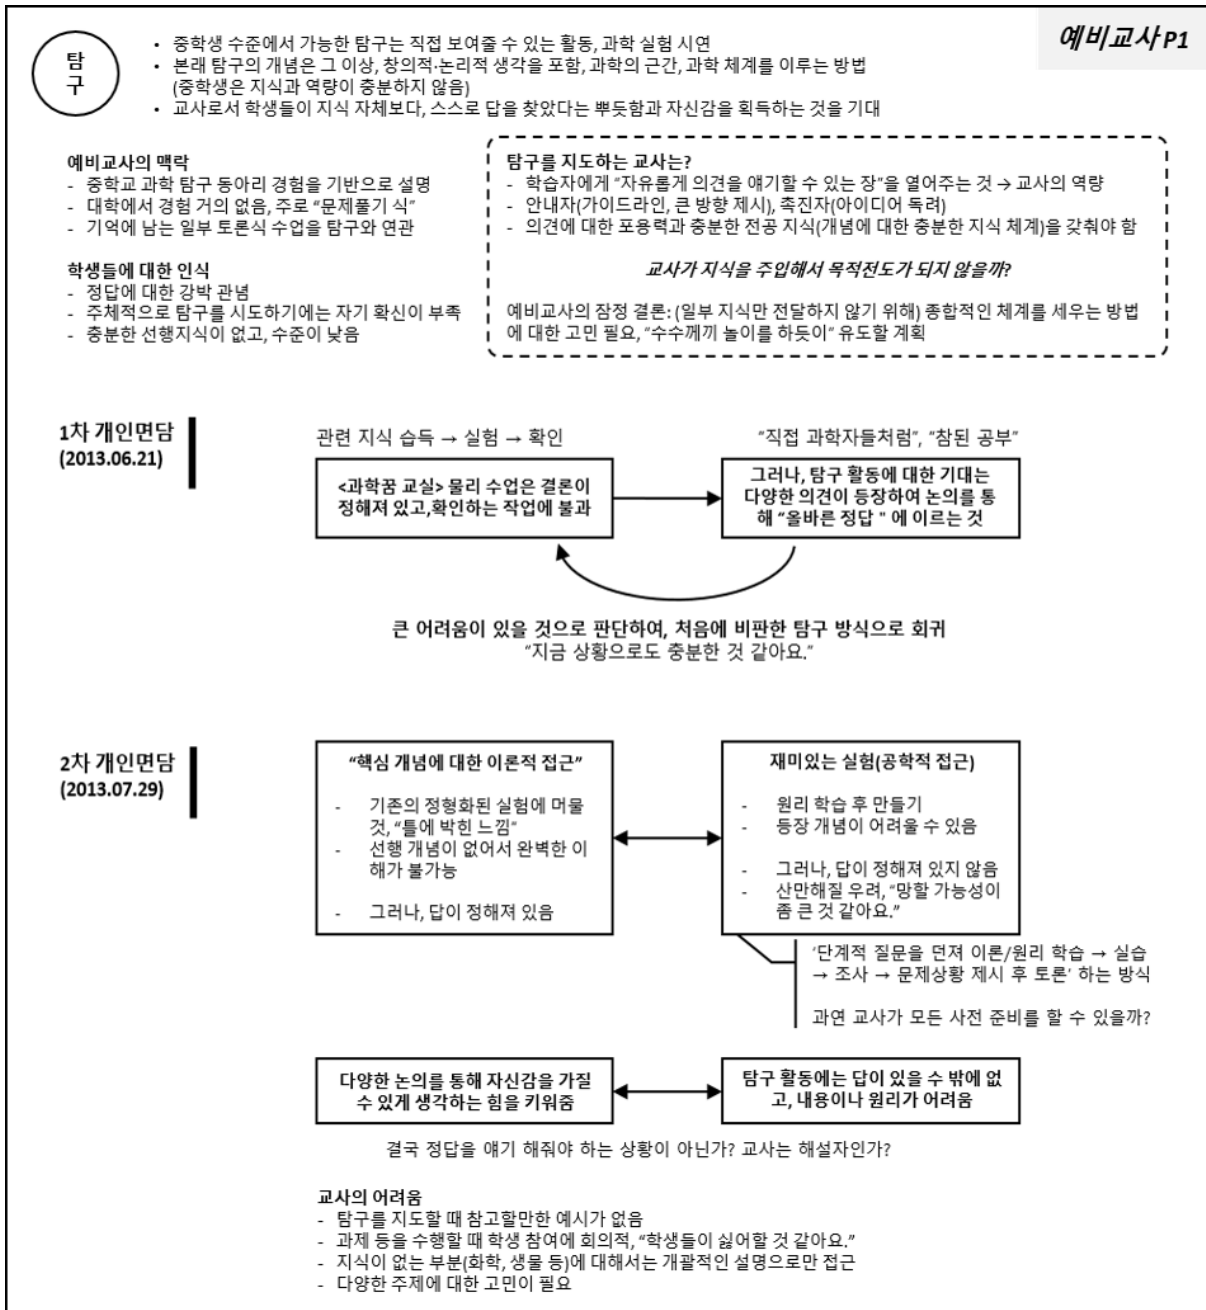 예비교사 P1
탐
구
• 중학생 수준에서 가능한 탐구는 직접 보여줄 수 있는 활동, 과학 실험 시연
• 본래 탐구의 개념은 그 이상, 창의적·논리적 생각을 포함, 과학의 근간, 과학 체계를 이루는 방법
(중학생은 지식과 역량이 충분하지 않음)
• 교사로서 학생들이 지식 자체보다, 스스로 답을 찾았다는 뿌듯함과 자신감을 획득하는 것을 기대
예비교사의 맥락
- 중학교 과학 탐구 동아리 경험을 기반으로 설명
- 대학에서 경험 거의 없음, 주로 “문제풀기 식”
- 기억에 남는 일부 토론식 수업을 탐구와 연관
학생들에 대한 인식
- 정답에 대한 강박 관념
- 주체적으로 탐구를 시도하기에는 자기 확신이 부족
- 충분한 선행지식이 없고, 수준이 낮음
탐구를 지도하는 교사는?
- 학습자에게 “자유롭게 의견을 얘기할 수 있는 장”을 열어주는 것 → 교사의 역량
- 안내자(가이드라인, 큰 방향 제시), 촉진자(아이디어 독려)
- 의견에 대한 포용력과 충분한 전공 지식(개념에 대한 충분한 지식 체계)을 갖춰야 함
교사가 지식을 주입해서 목적전도가 되지 않을까?
예비교사의 잠정 결론: (일부 지식만 전달하지 않기 위해) 종합적인 체계를 세우는 방법
에 대한 고민 필요, “수수께끼 놀이를 하듯이” 유도할 계획
1차 개인면담
(2013.06.21)
관련 지식 습득 → 실험 → 확인
“직접 과학자들처럼”, “참된 공부”
<과학꿈 교실> 물리 수업은 결론이
정해져 있고,확인하는 작업에 불과
그러나, 탐구 활동에 대한 기대는
다양한 의견이 등장하여 논의를 통
해 “올바른 정답 " 에 이르는 것
큰 어려움이 있을 것으로 판단하여, 처음에 비판한 탐구 방식으로 회귀
“지금 상황으로도 충분한 것 같아요.”
2차 개인면담
(2013.07.29)
“핵심 개념에 대한 이론적 접근”
- 기존의 정형화된 실험에 머물
것, “틀에 박힌 느낌”
- 선행 개념이 없어서 완벽한 이
해가 불가능
- 그러나, 답이 정해져 있음
재미있는 실험(공학적 접근)
- 원리 학습 후 만들기
- 등장 개념이 어려울 수 있음
- 그러나, 답이 정해져 있지 않음
- 산만해질 우려, “망할 가능성이
좀 큰 것 같아요.”
‘단계적 질문을 던져 이론/원리 학습 → 실습
→ 조사 → 문제상황 제시 후 토론’ 하는 방식
과연 교사가 모든 사전 준비를 할 수 있을까?
다양한 논의를 통해 자신감을 가질
수 있게 생각하는 힘을 키워줌
탐구 활동에는 답이 있을 수 밖에 없
고, 내용이나 원리가 어려움
결국 정답을 얘기 해줘야 하는 상황이 아닌가? 교사는 해설자인가?
교사의 어려움
- 탐구를 지도할 때 참고할만한 예시가 없음
- 과제 등을 수행할 때 학생 참여에 회의적, “학생들이 싫어할 것 같아요.”
- 지식이 없는 부분(화학, 생물 등)에 대해서는 개괄적인 설명으로만 접근
- 다양한 주제에 대한 고민이 필요